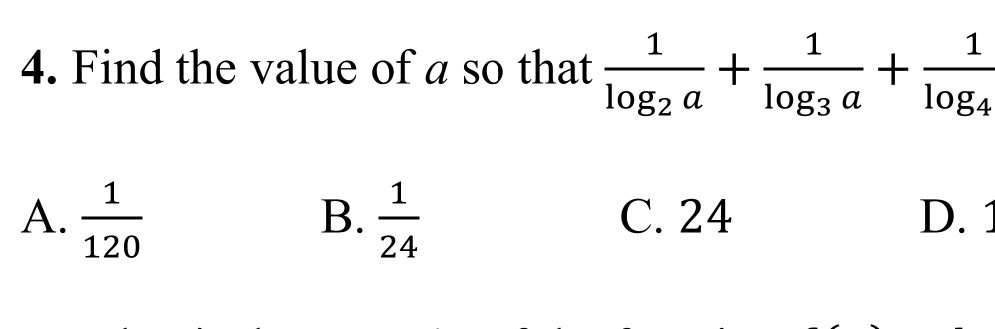 4. Find the value of a so that 1/log₂ a + 1/log₃ a + 1/log₄
A. 1/120 B. 1/24 C. 24 D. 1